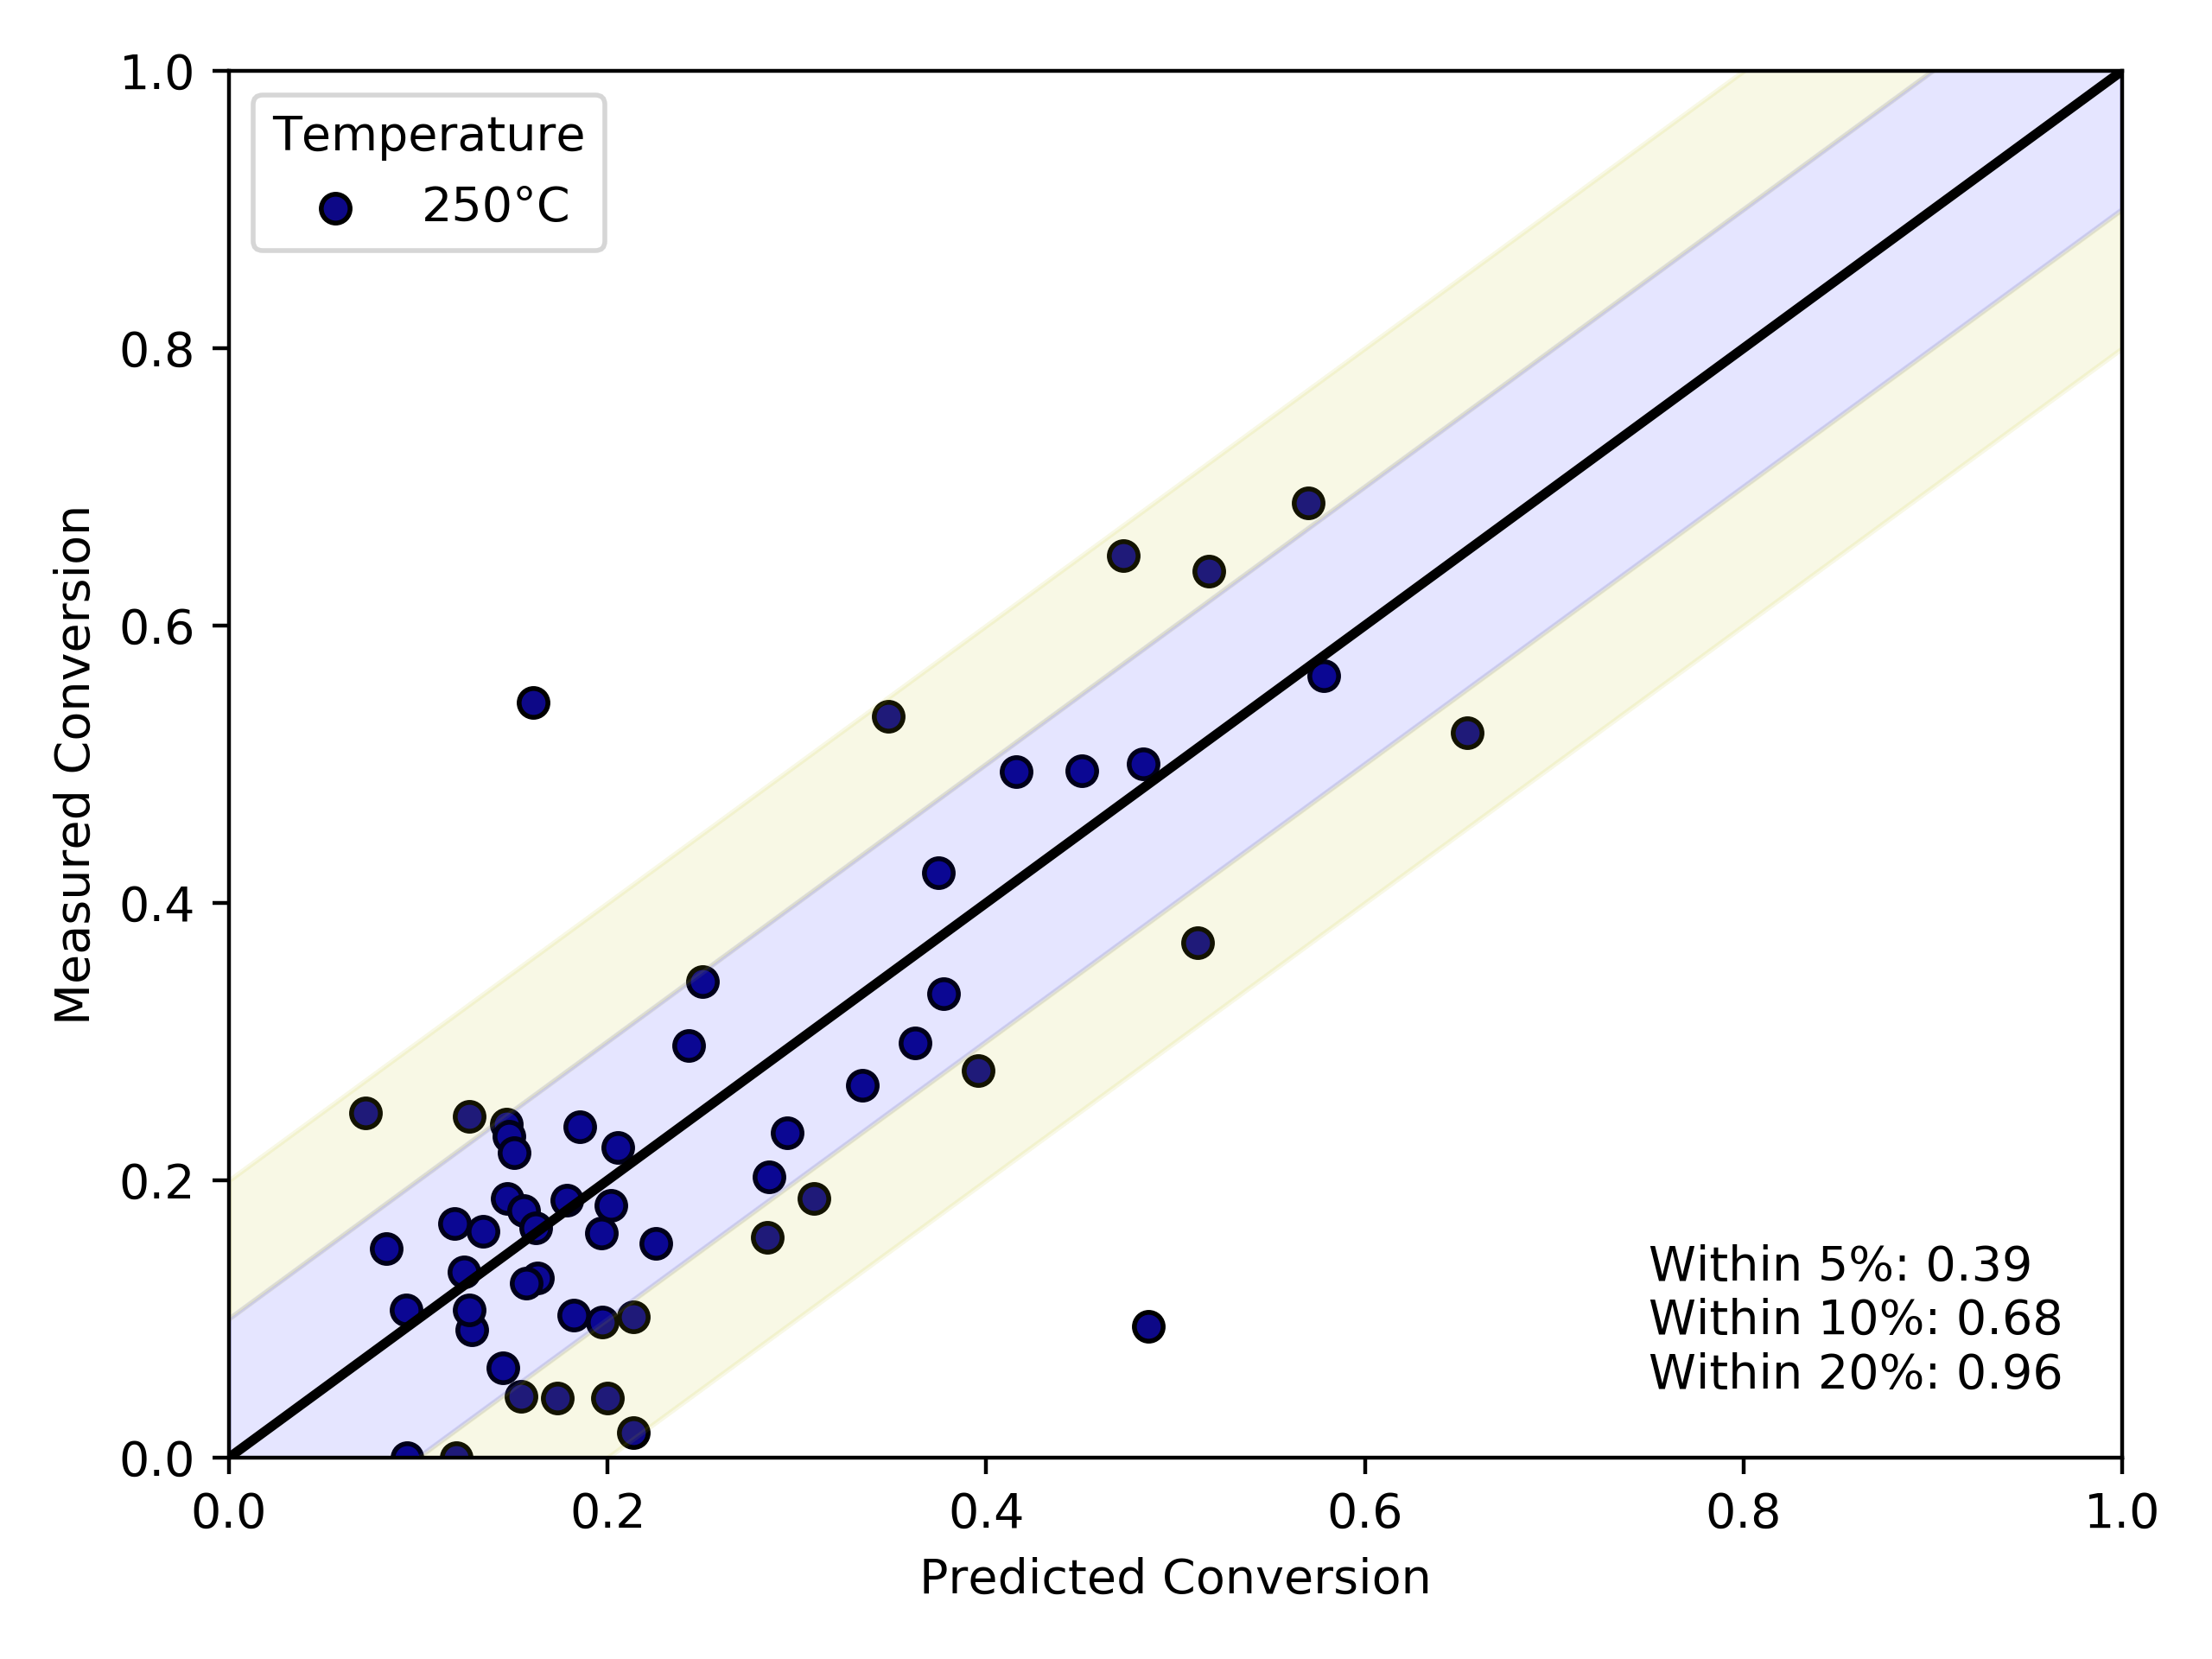 Temperature
250°C
1.0
0.8
0.6
0.4
0.2
0.0
Measured Conversion
Within 5%: 0.39
Within 10%: 0.68
Within 20%: 0.96
0.0 0.2 0.4 0.6 0.8 1.0
Predicted Conversion